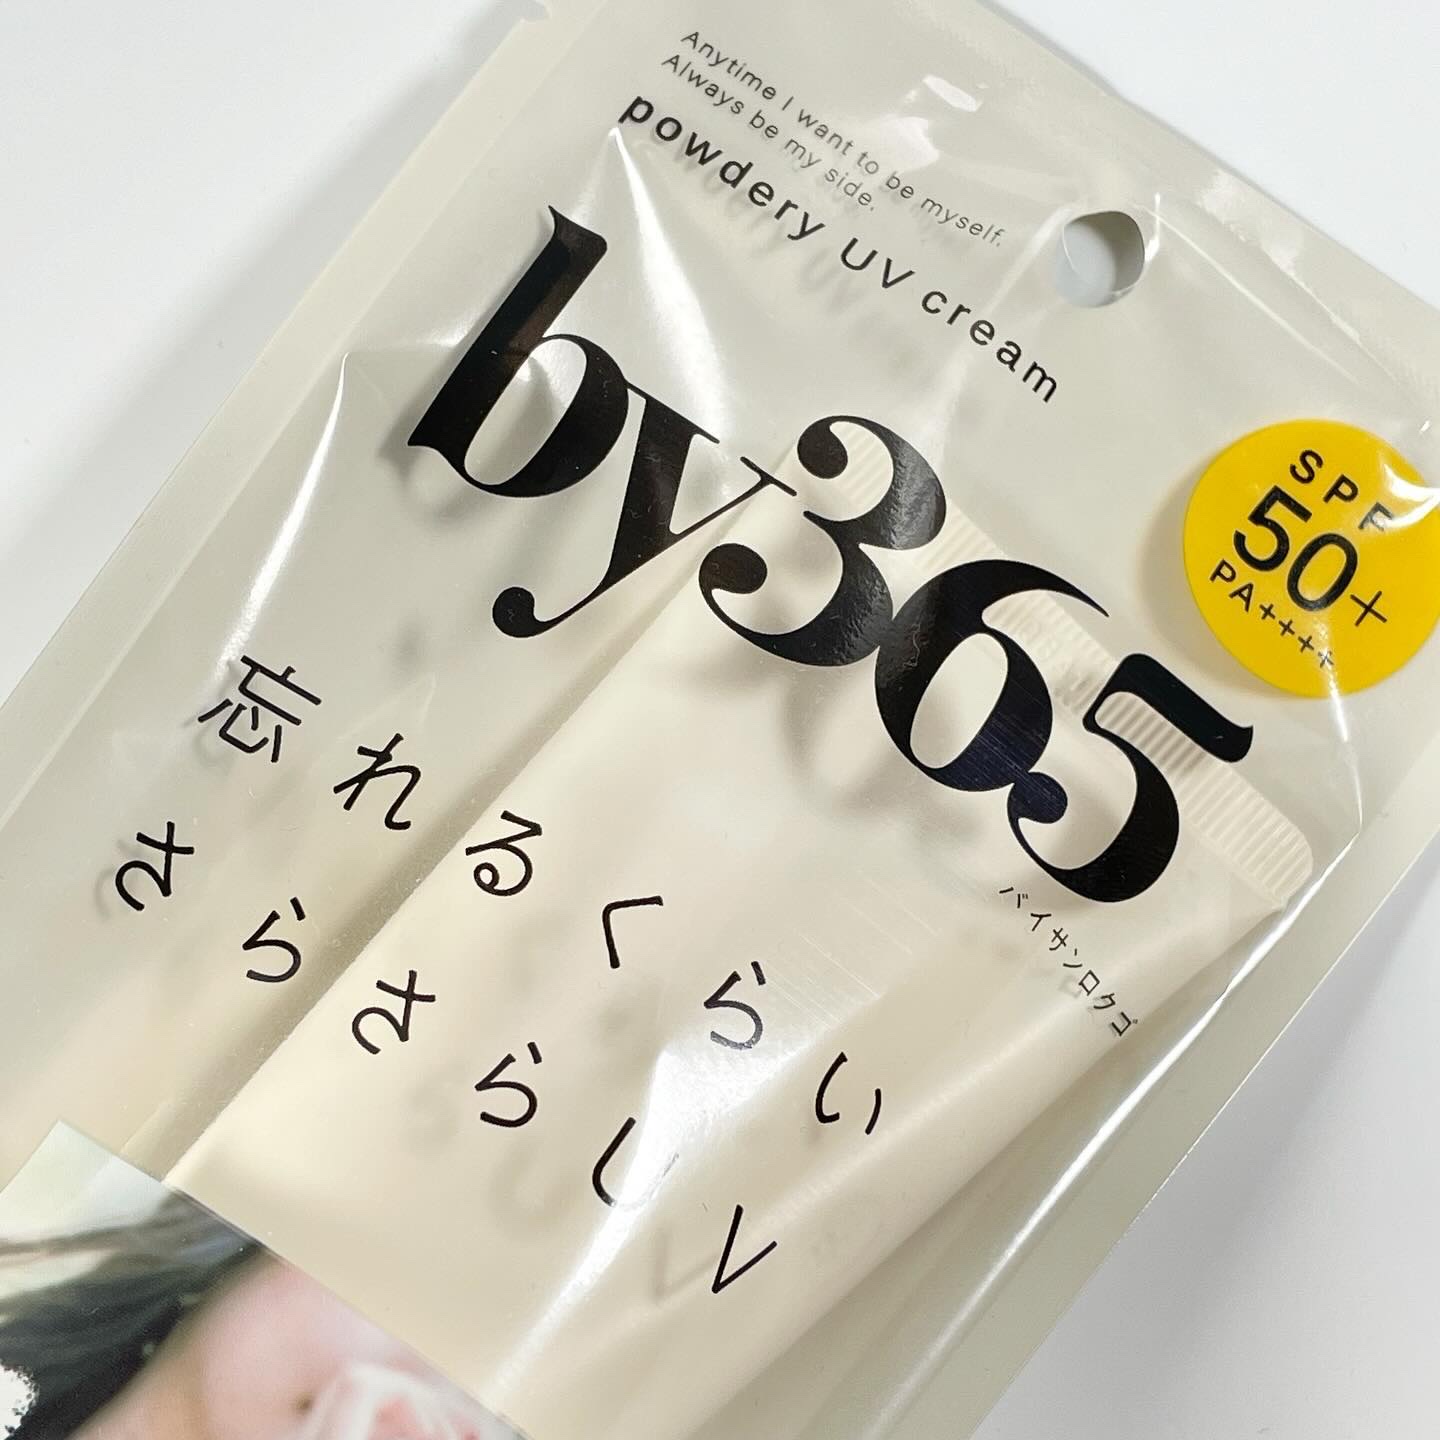 Anytime I want to be myself.
Always be my side.
powdery UV cream
by365
バイサンロクゴ
SPF
50+
PA++++
忘れるくらい
さらさらしUV